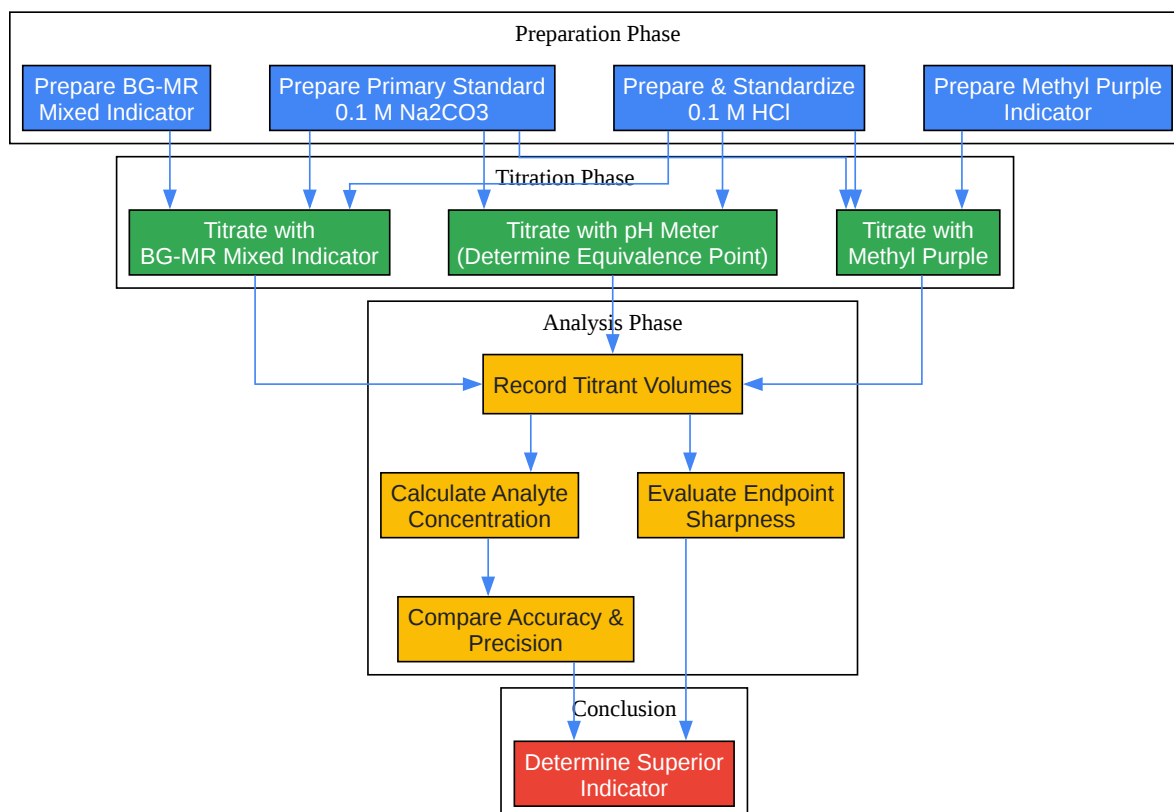 Preparation Phase
Prepare BG-MR
Mixed Indicator
Prepare Primary Standard
0.1 M Na2CO3
Prepare & Standardize
0.1 M HCl
Prepare Methyl Purple
Indicator
Titration Phase
Titrate with
BG-MR Mixed Indicator
Titrate with pH Meter
(Determine Equivalence Point)
Titrate with
Methyl Purple
Analysis Phase
Record Titrant Volumes
Calculate Analyte
Concentration
Evaluate Endpoint
Sharpness
Compare Accuracy &
Precision
Conclusion
Determine Superior
Indicator